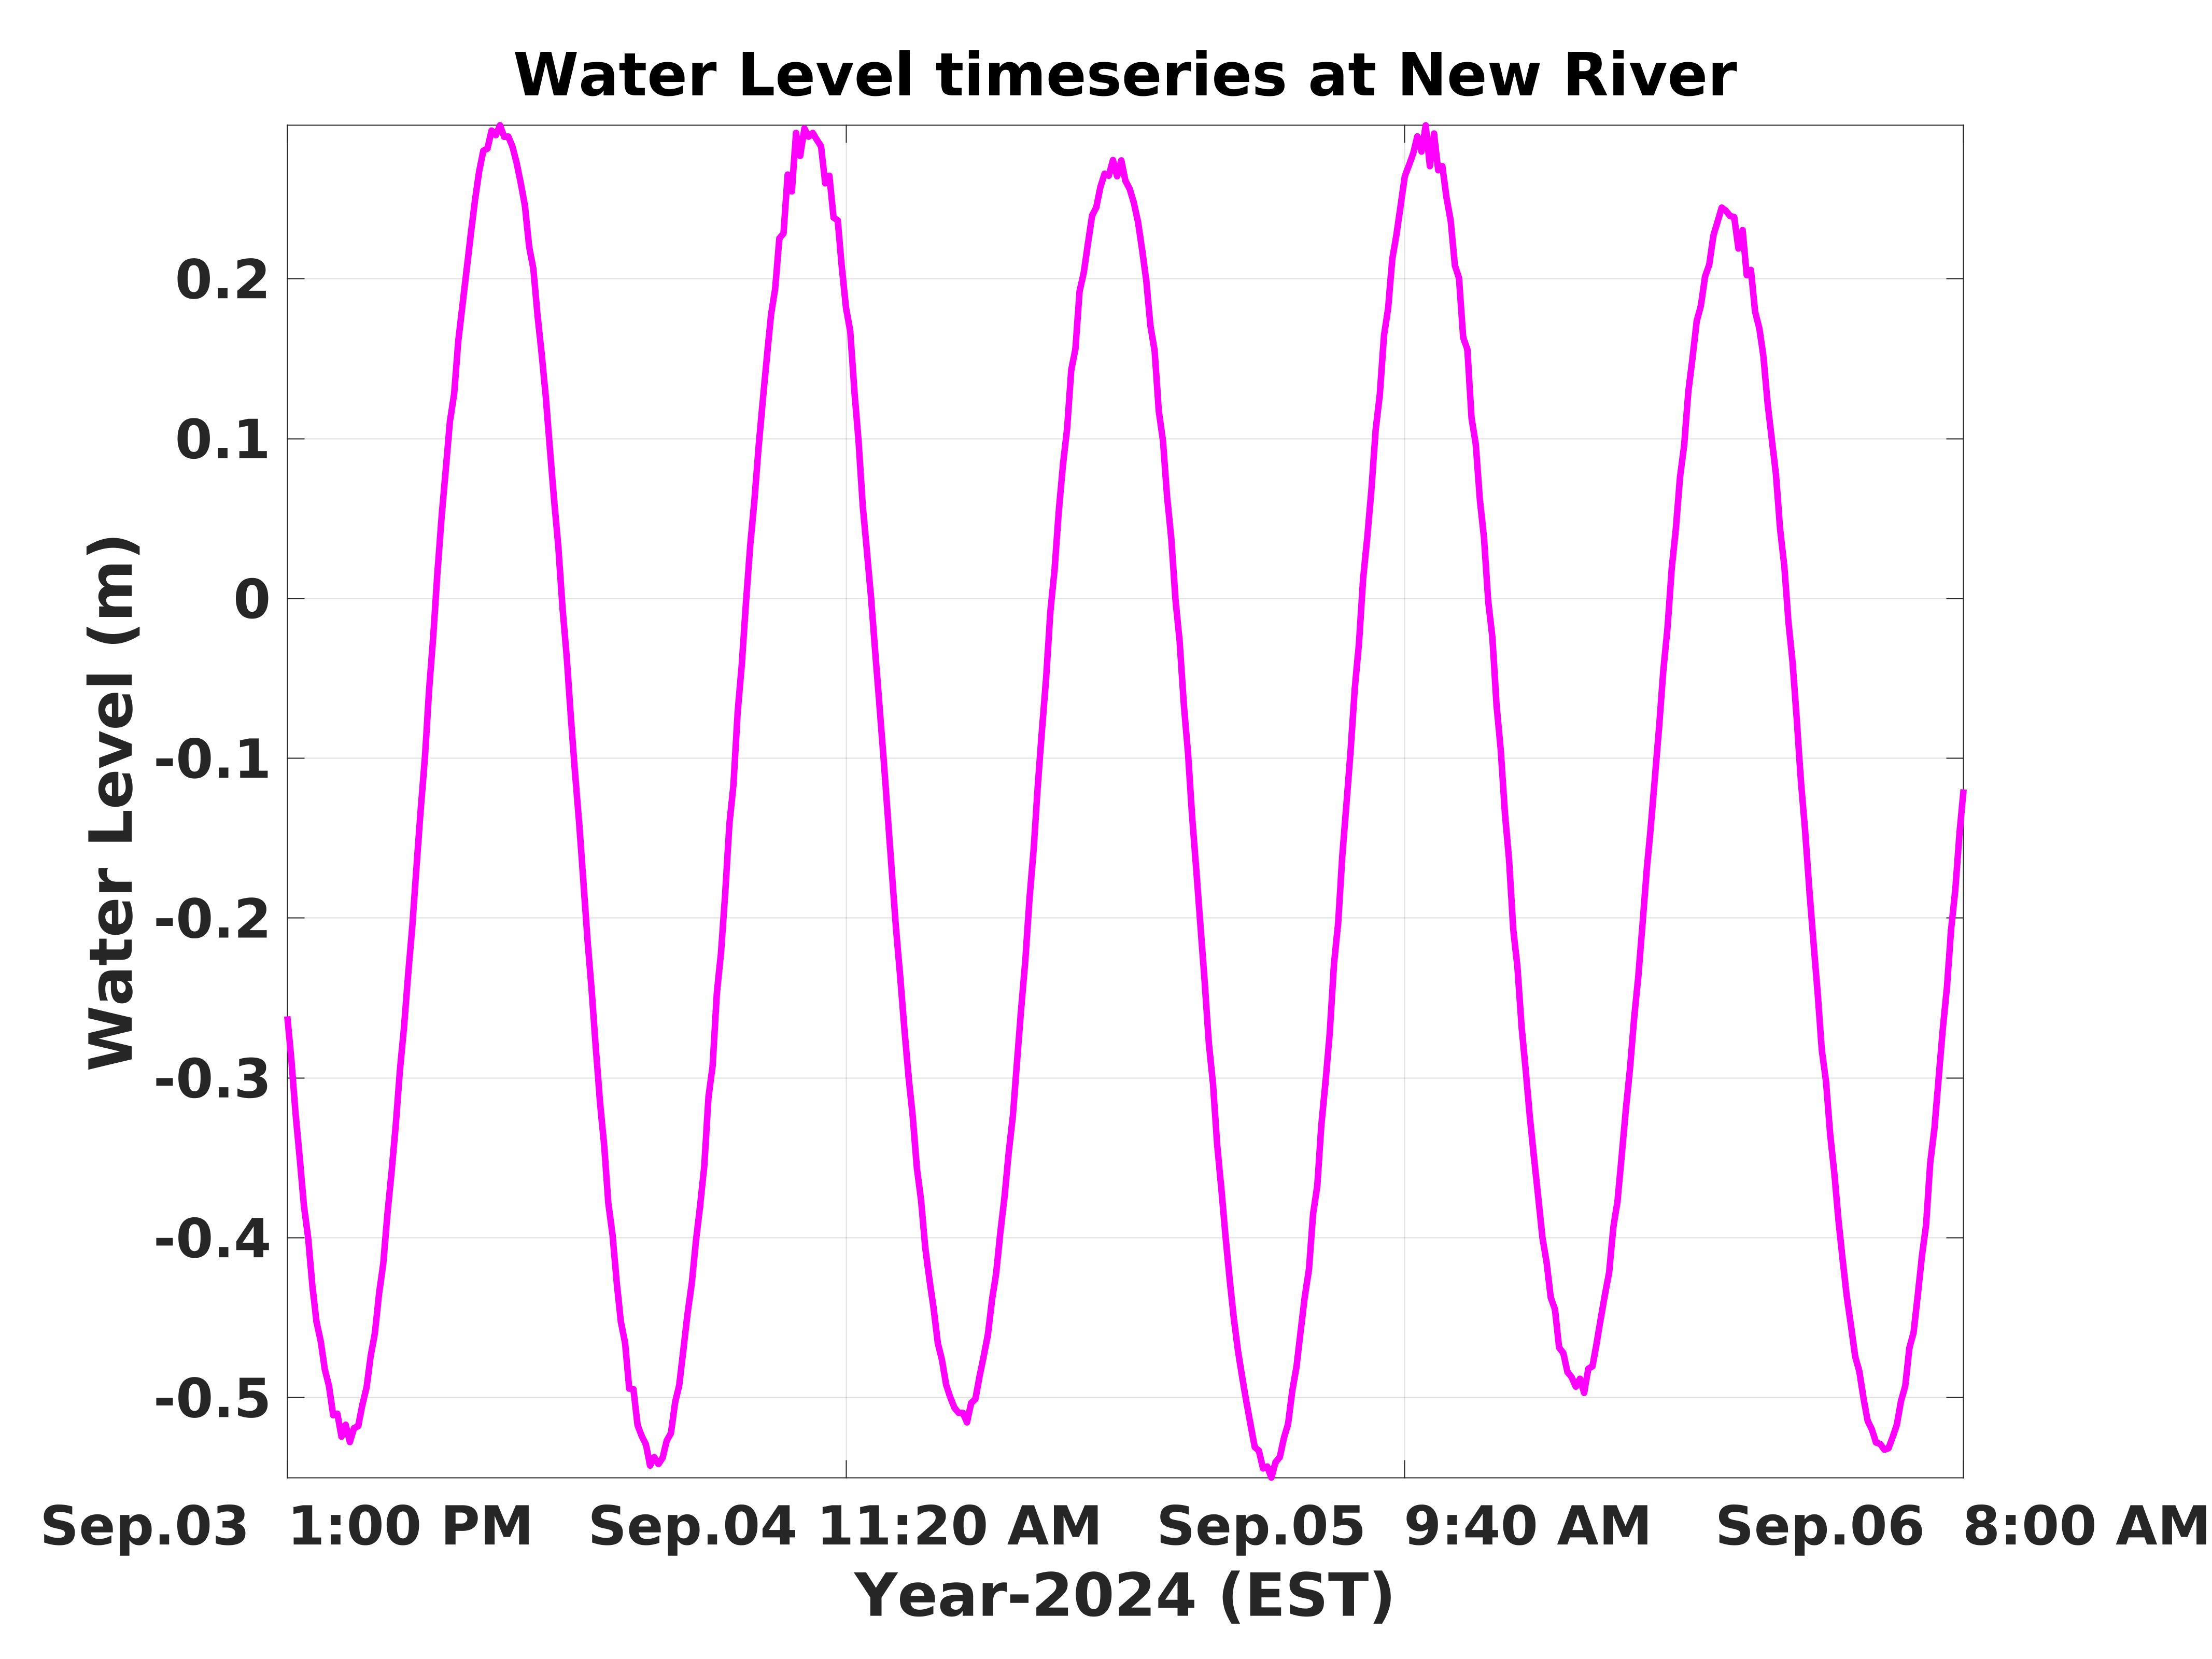 Water Level timeseries at New River
Water Level (m)
0.2
0.1
0
-0.1
-0.2
-0.3
-0.4
-0.5
Sep.03 1:00 PM Sep.04 11:20 AM Sep.05 9:40 AM Sep.06 8:00 AM
Year-2024 (EST)